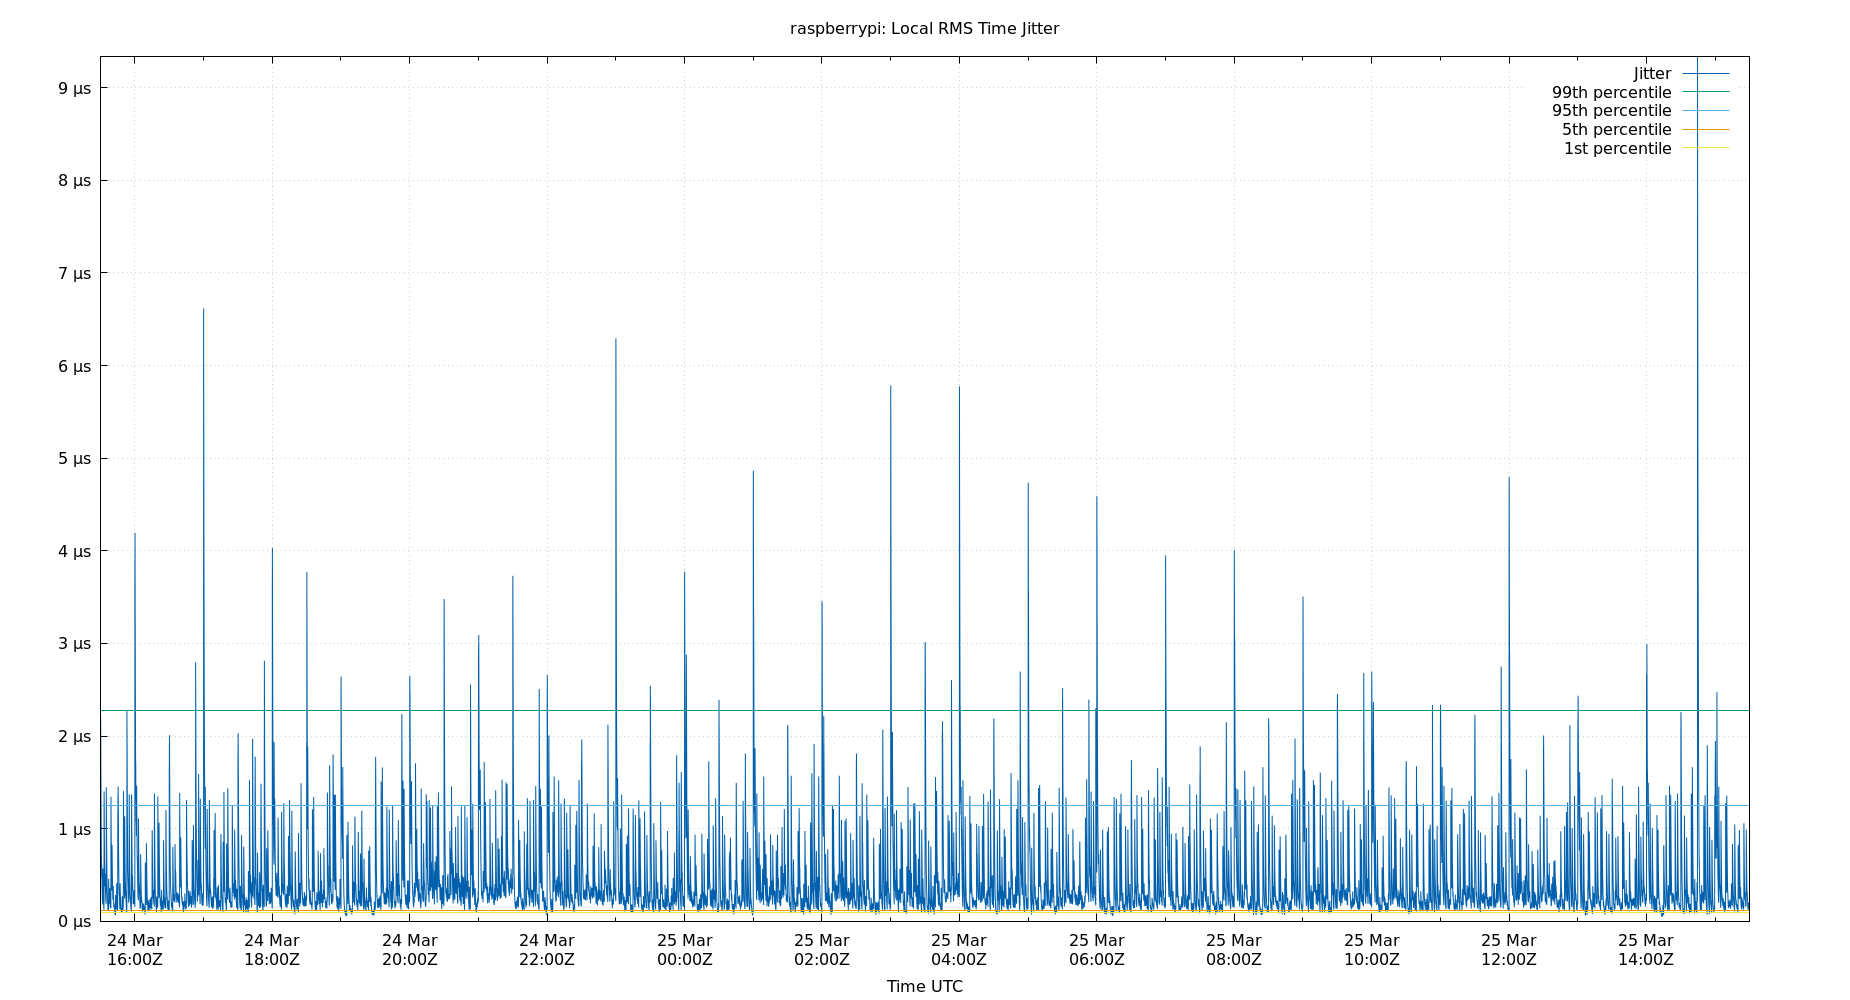 raspberrypi: Local RMS Time Jitter
Jitter
99th percentile
95th percentile
5th percentile
1st percentile
9 µs
8 µs
7 µs
6 µs
5 µs
4 µs
3 µs
2 µs
1 µs
0 µs
24 Mar 24 Mar 24 Mar 24 Mar 25 Mar 25 Mar 25 Mar 25 Mar 25 Mar 25 Mar 25 Mar 25 Mar
16:00Z 18:00Z 20:00Z 22:00Z 00:00Z 02:00Z 04:00Z 06:00Z 08:00Z 10:00Z 12:00Z 14:00Z
Time UTC